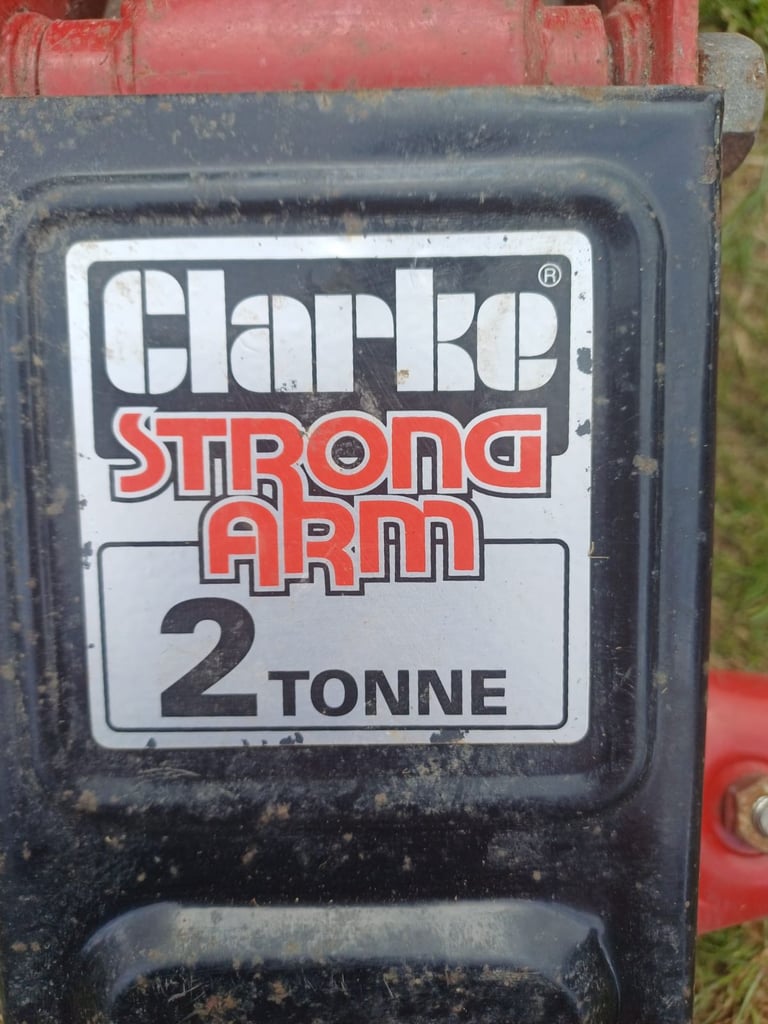 Clarke®
STRONG
ARM
2 TONNE